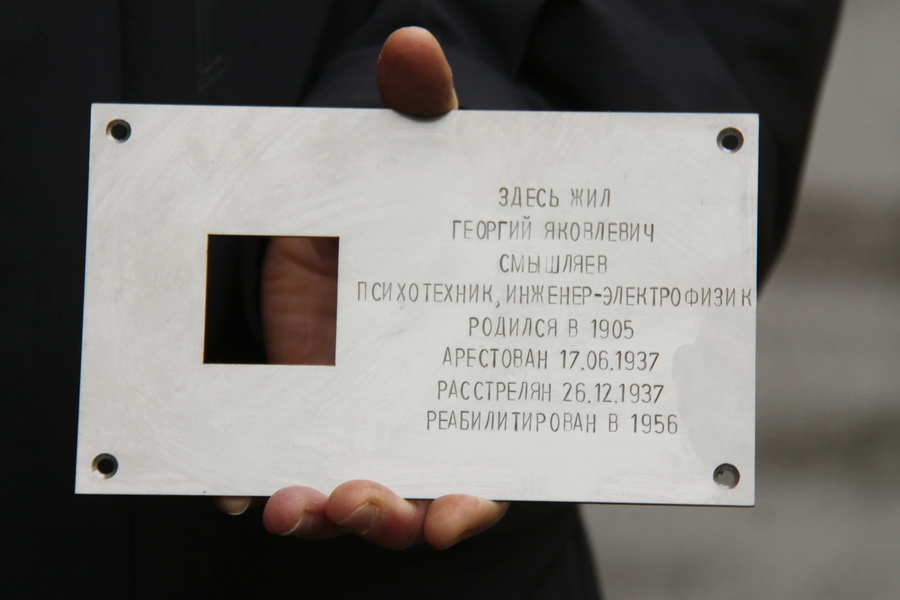 ЗДЕСЬ ЖИЛ
ГЕОРГИЙ ЯКОВЛЕВИЧ
СМЫШЛЯЕВ
ПСИХОТЕХНИК, ИНЖЕНЕР-ЭЛЕКТРОФИЗИК
РОДИЛСЯ В 1905
АРЕСТОВАН 17.06.1937
РАССТРЕЛЯН 26.12.1937
РЕАБИЛИТИРОВАН В 1956